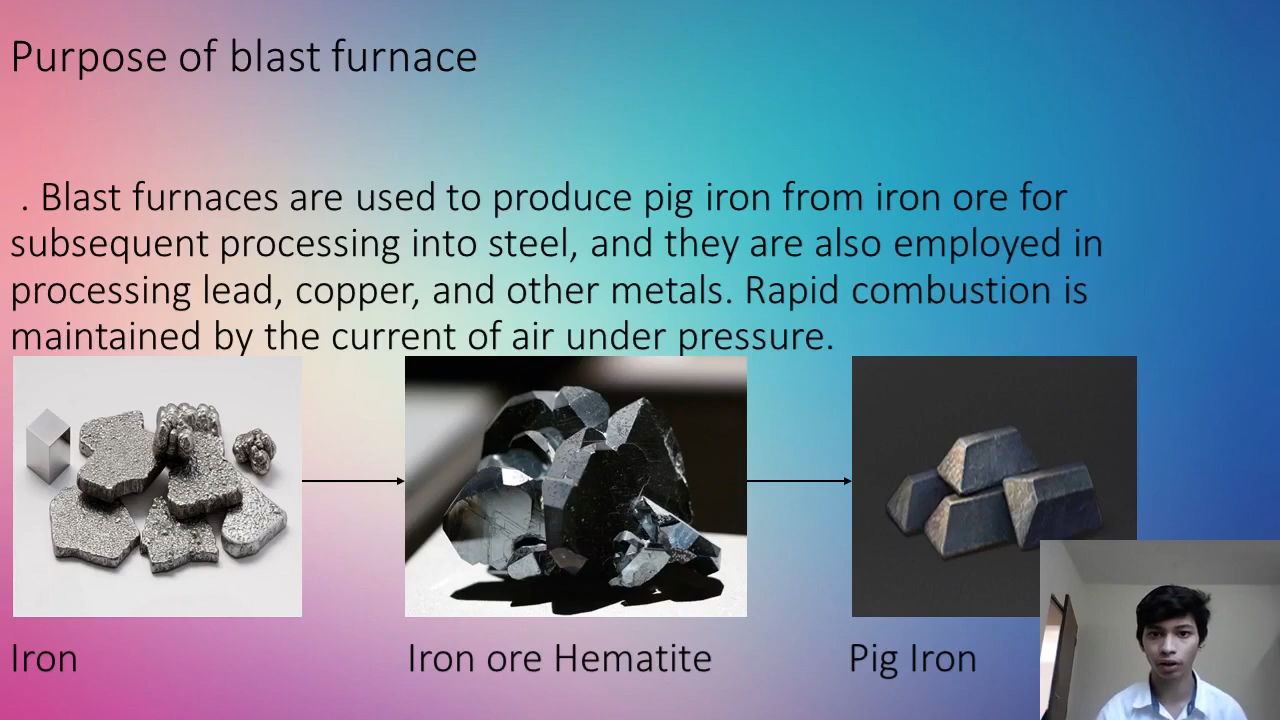 Purpose of blast furnace
. Blast furnaces are used to produce pig iron from iron ore for
subsequent processing into steel, and they are also employed in
processing lead, copper, and other metals. Rapid combustion is
maintained by the current of air under pressure.
Iron
Iron ore Hematite
Pig Iron